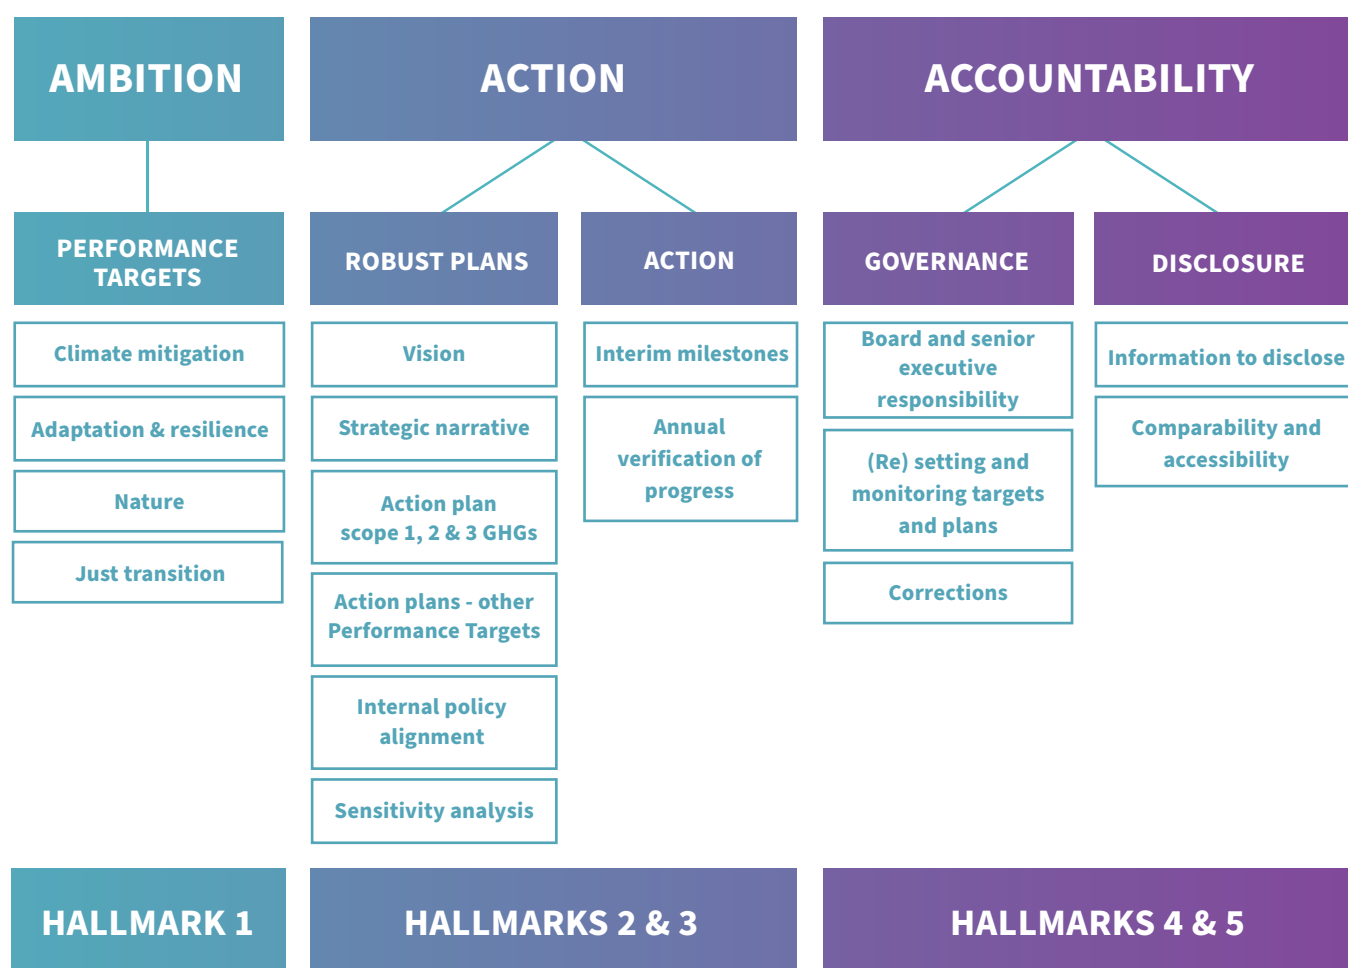 AMBITION
ACTION
ACCOUNTABILITY
PERFORMANCE
TARGETS
ROBUST PLANS
ACTION
GOVERNANCE
DISCLOSURE
Climate mitigation
Adaptation & resilience
Nature
Just transition
Vision
Strategic narrative
Action plan
scope 1, 2 & 3 GHGs
Action plans - other
Performance Targets
Internal policy
alignment
Sensitivity analysis
Interim milestones
Annual
verification of
progress
Board and senior
executive
responsibility
(Re) setting and
monitoring targets
and plans
Corrections
Information to disclose
Comparability and
accessibility
HALLMARK 1
HALLMARKS 2 & 3
HALLMARKS 4 & 5